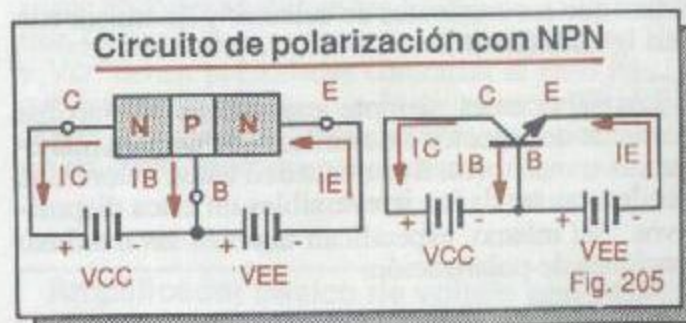 Circuito de polarización con NPN
C E
N P N
IC IB B IE
+ - + -
VCC VEE
C E
IC IB B IE
+ - + -
VCC VEE
Fig. 205